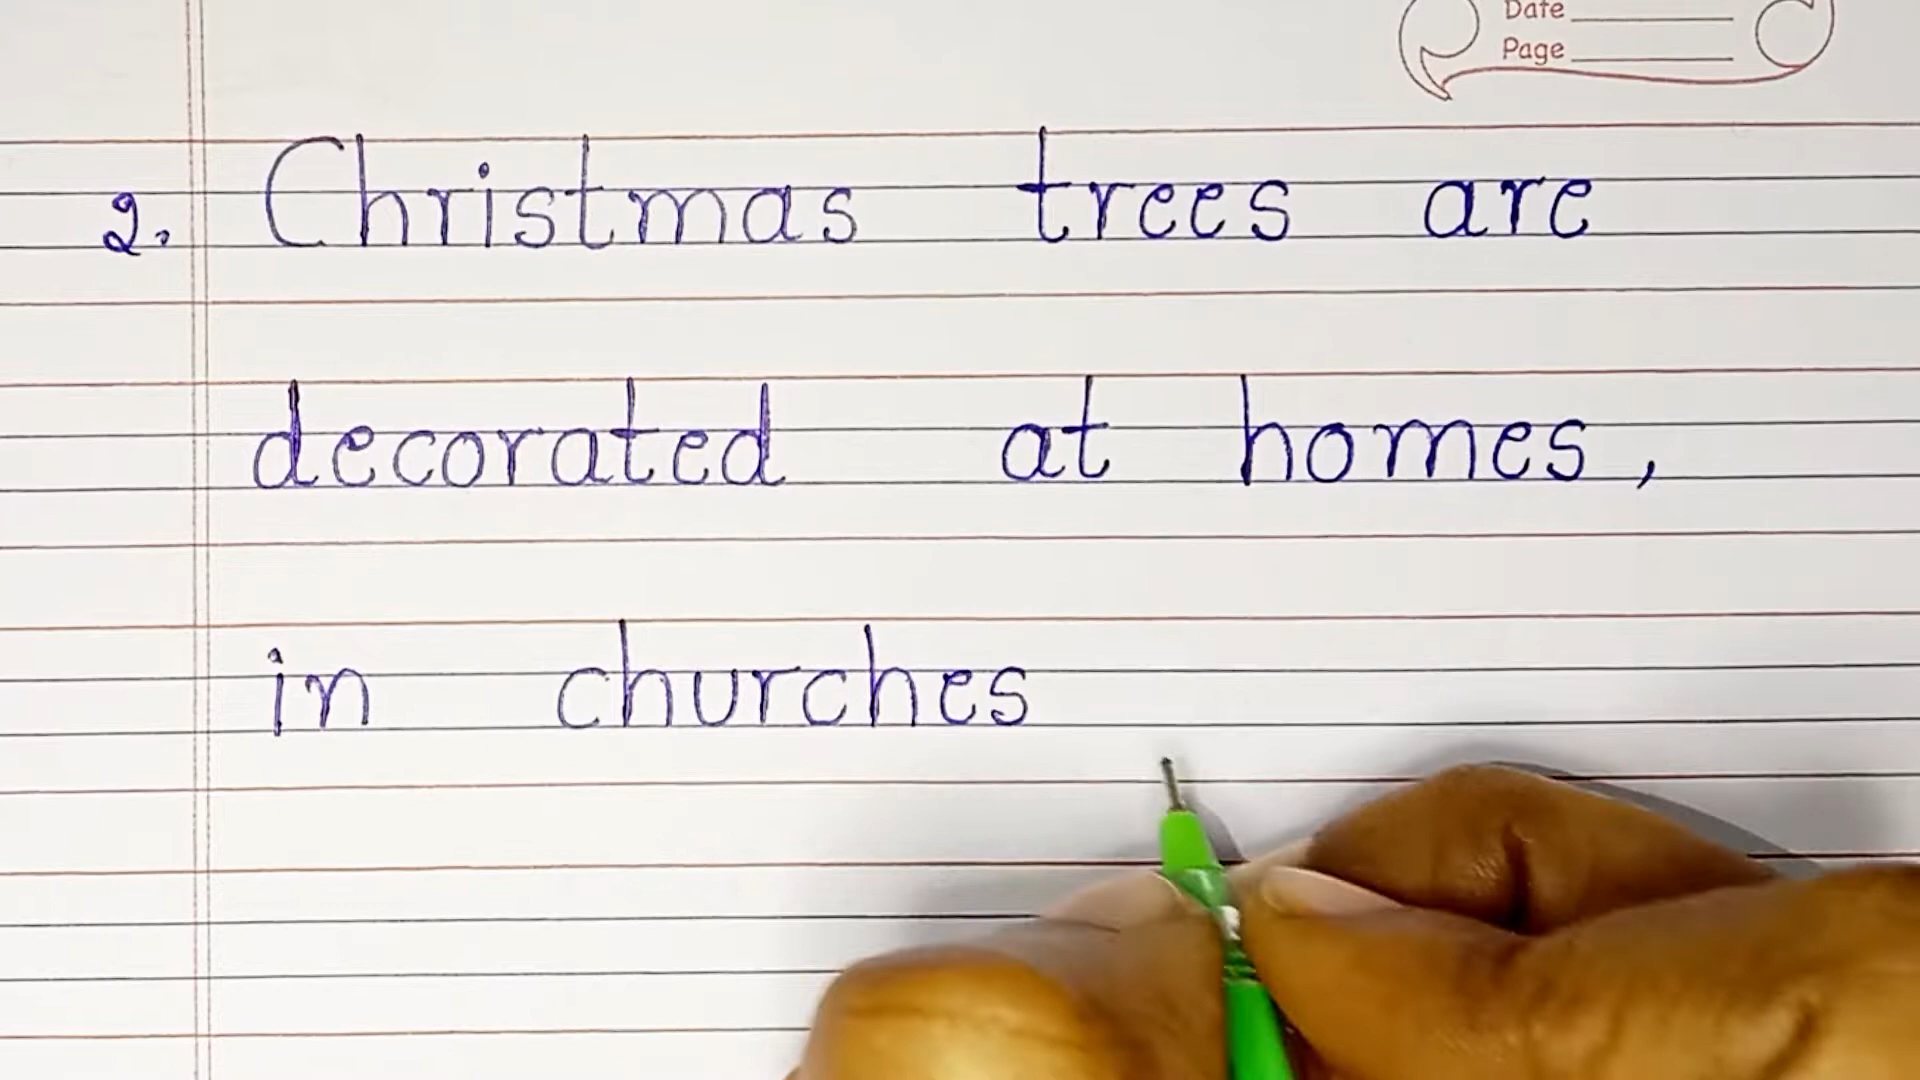 Date
Page
2. Christmas trees are
decorated at homes,
in churches